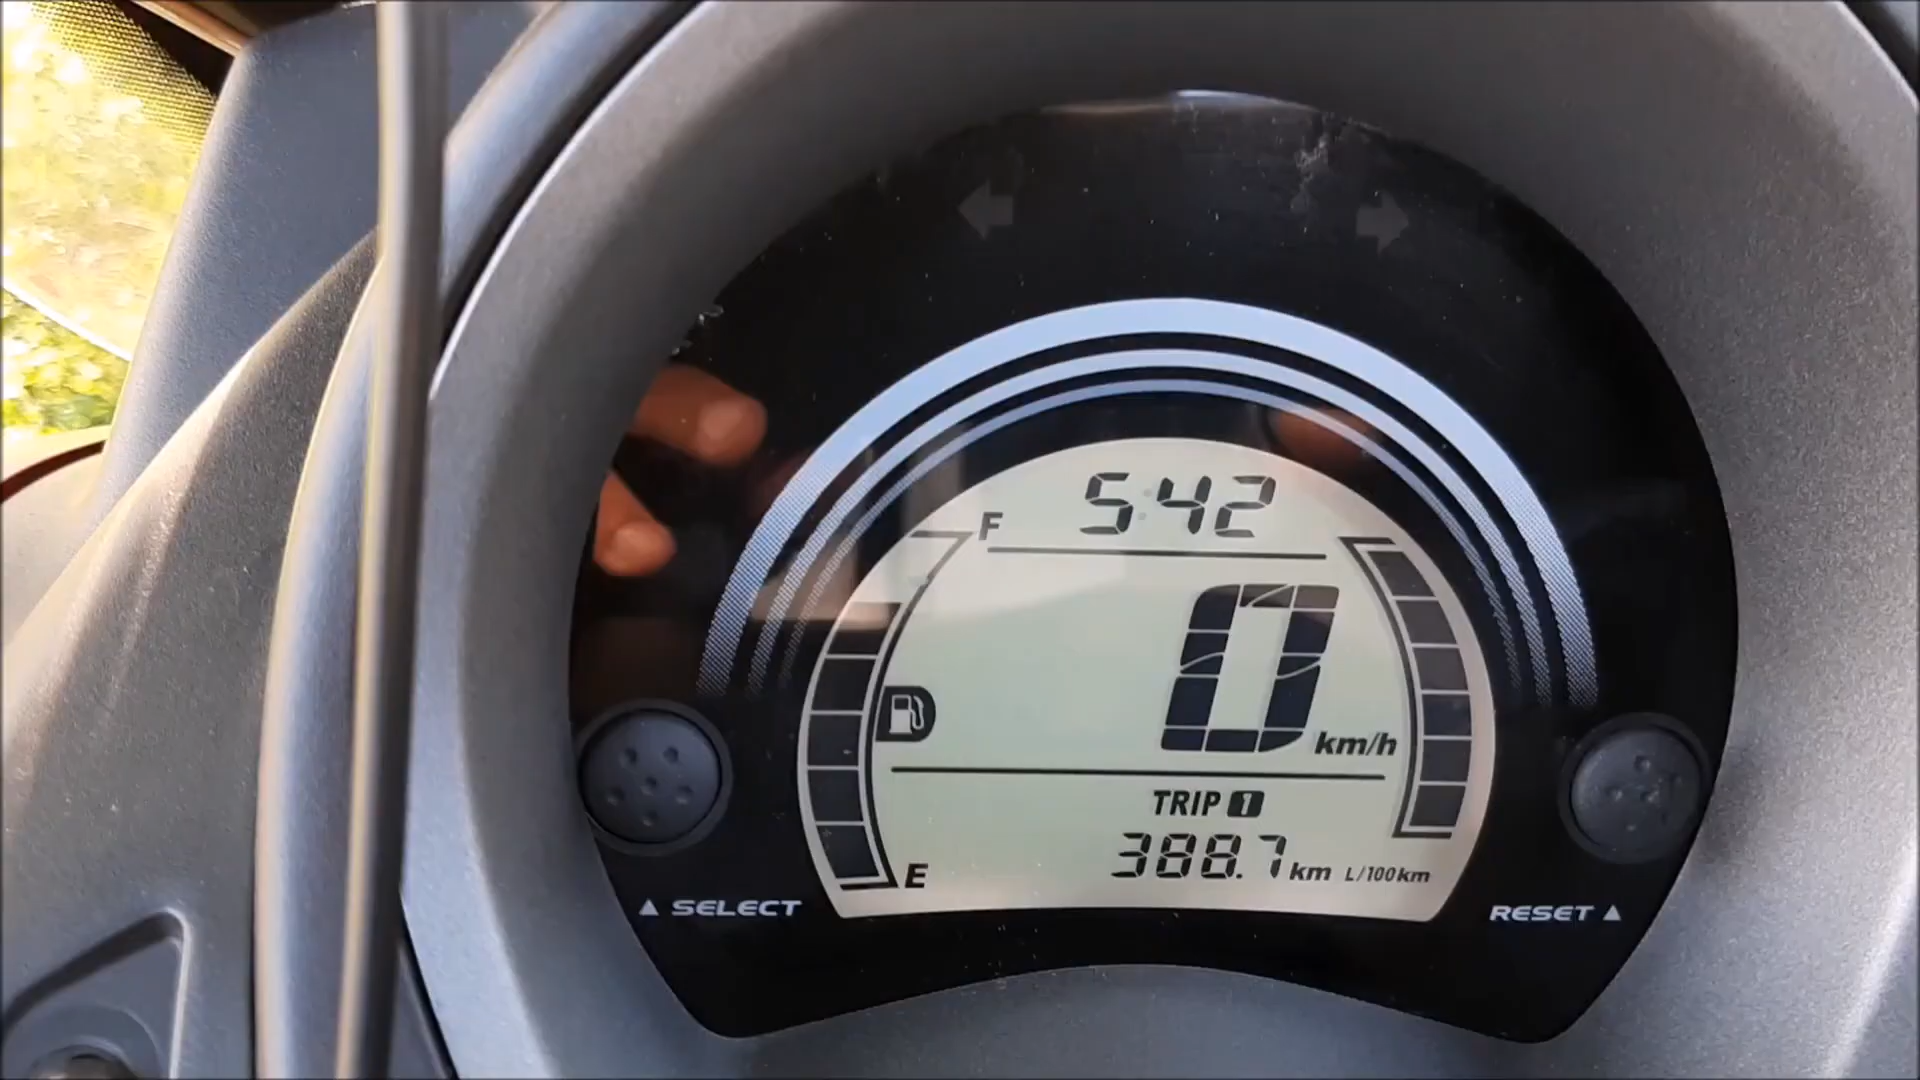 5:42
F
0 km/h
TRIP 1
388.7 km L/100km
E
▲ SELECT
RESET ▲